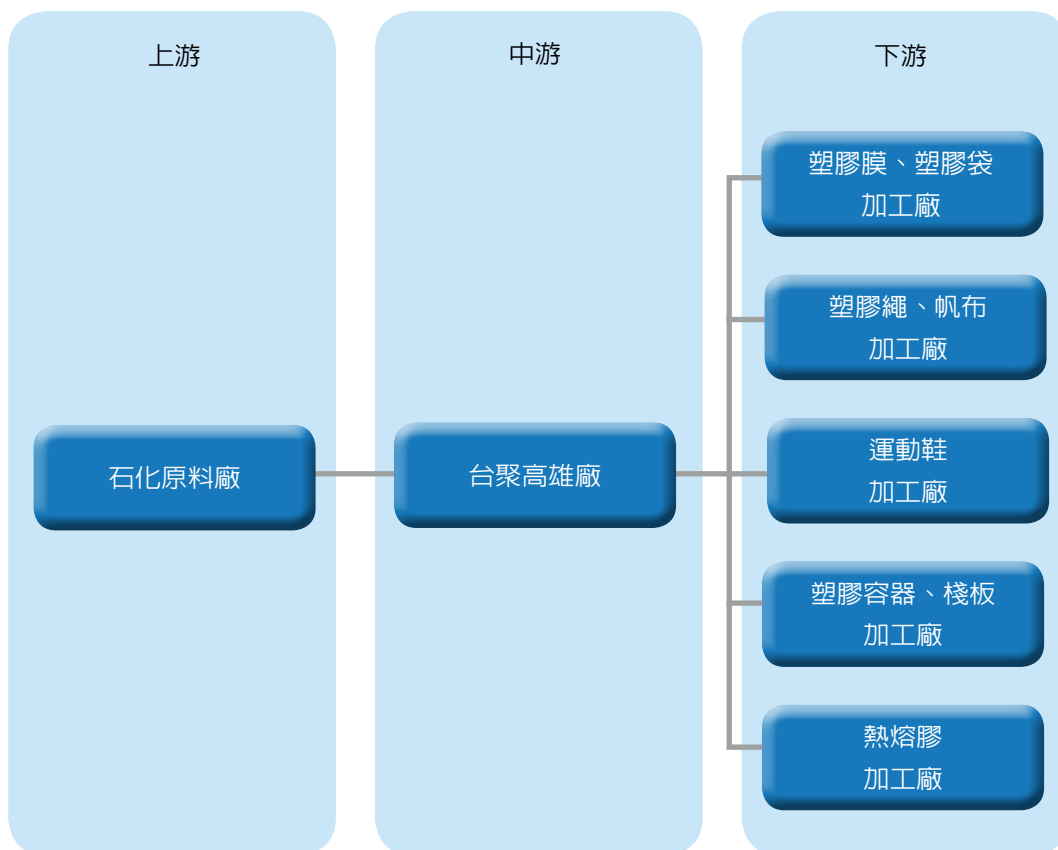 上游
中游
下游
石化原料廠
台聚高雄廠
塑膠膜、塑膠袋
加工廠
塑膠繩、帆布
加工廠
運動鞋
加工廠
塑膠容器、棧板
加工廠
熱熔膠
加工廠